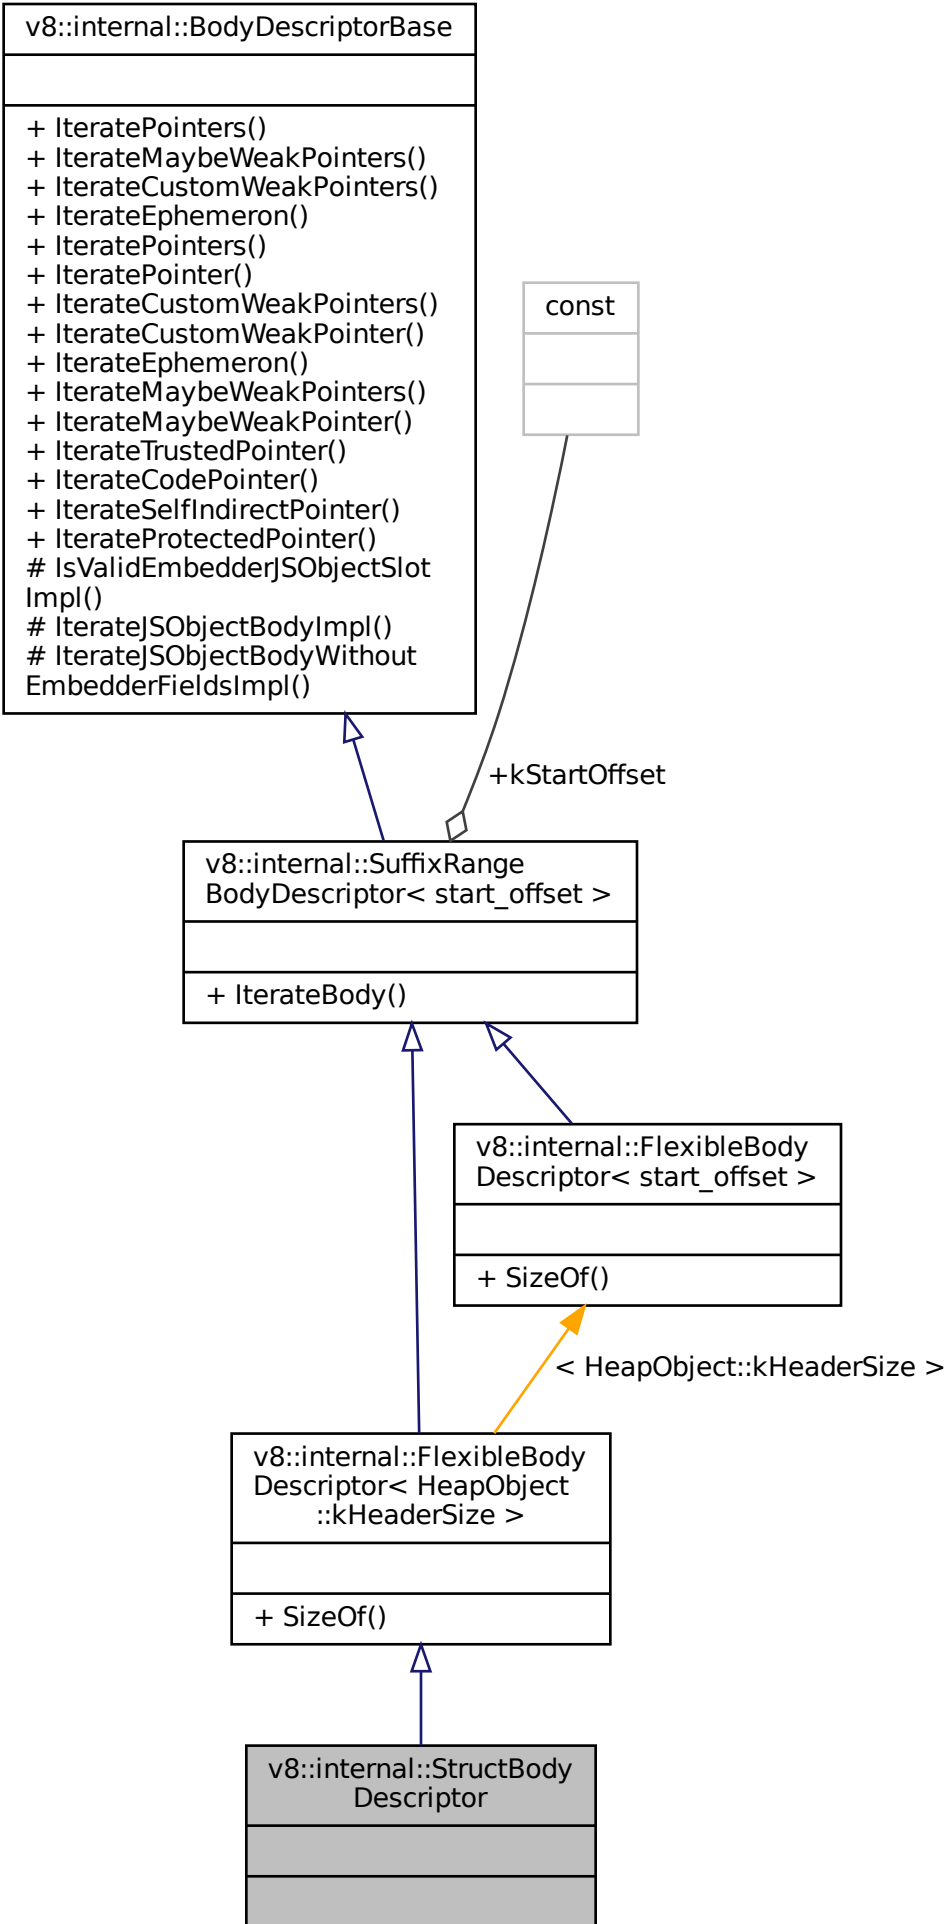 v8::internal::BodyDescriptorBase
+ IteratePointers()
+ IterateMaybeWeakPointers()
+ IterateCustomWeakPointers()
+ IterateEphemeron()
+ IteratePointers()
+ IteratePointer()
+ IterateCustomWeakPointers()
+ IterateCustomWeakPointer()
+ IterateEphemeron()
+ IterateMaybeWeakPointers()
+ IterateMaybeWeakPointer()
+ IterateTrustedPointer()
+ IterateCodePointer()
+ IterateSelfIndirectPointer()
+ IterateProtectedPointer()
# IsValidEmbedderJSObjectSlot
Impl()
# IterateJSObjectBodyImpl()
# IterateJSObjectBodyWithout
EmbedderFieldsImpl()
const
+kStartOffset
v8::internal::SuffixRange
BodyDescriptor< start_offset >
+ IterateBody()
v8::internal::FlexibleBody
Descriptor< start_offset >
+ SizeOf()
< HeapObject::kHeaderSize >
v8::internal::FlexibleBody
Descriptor< HeapObject
::kHeaderSize >
+ SizeOf()
v8::internal::StructBody
Descriptor